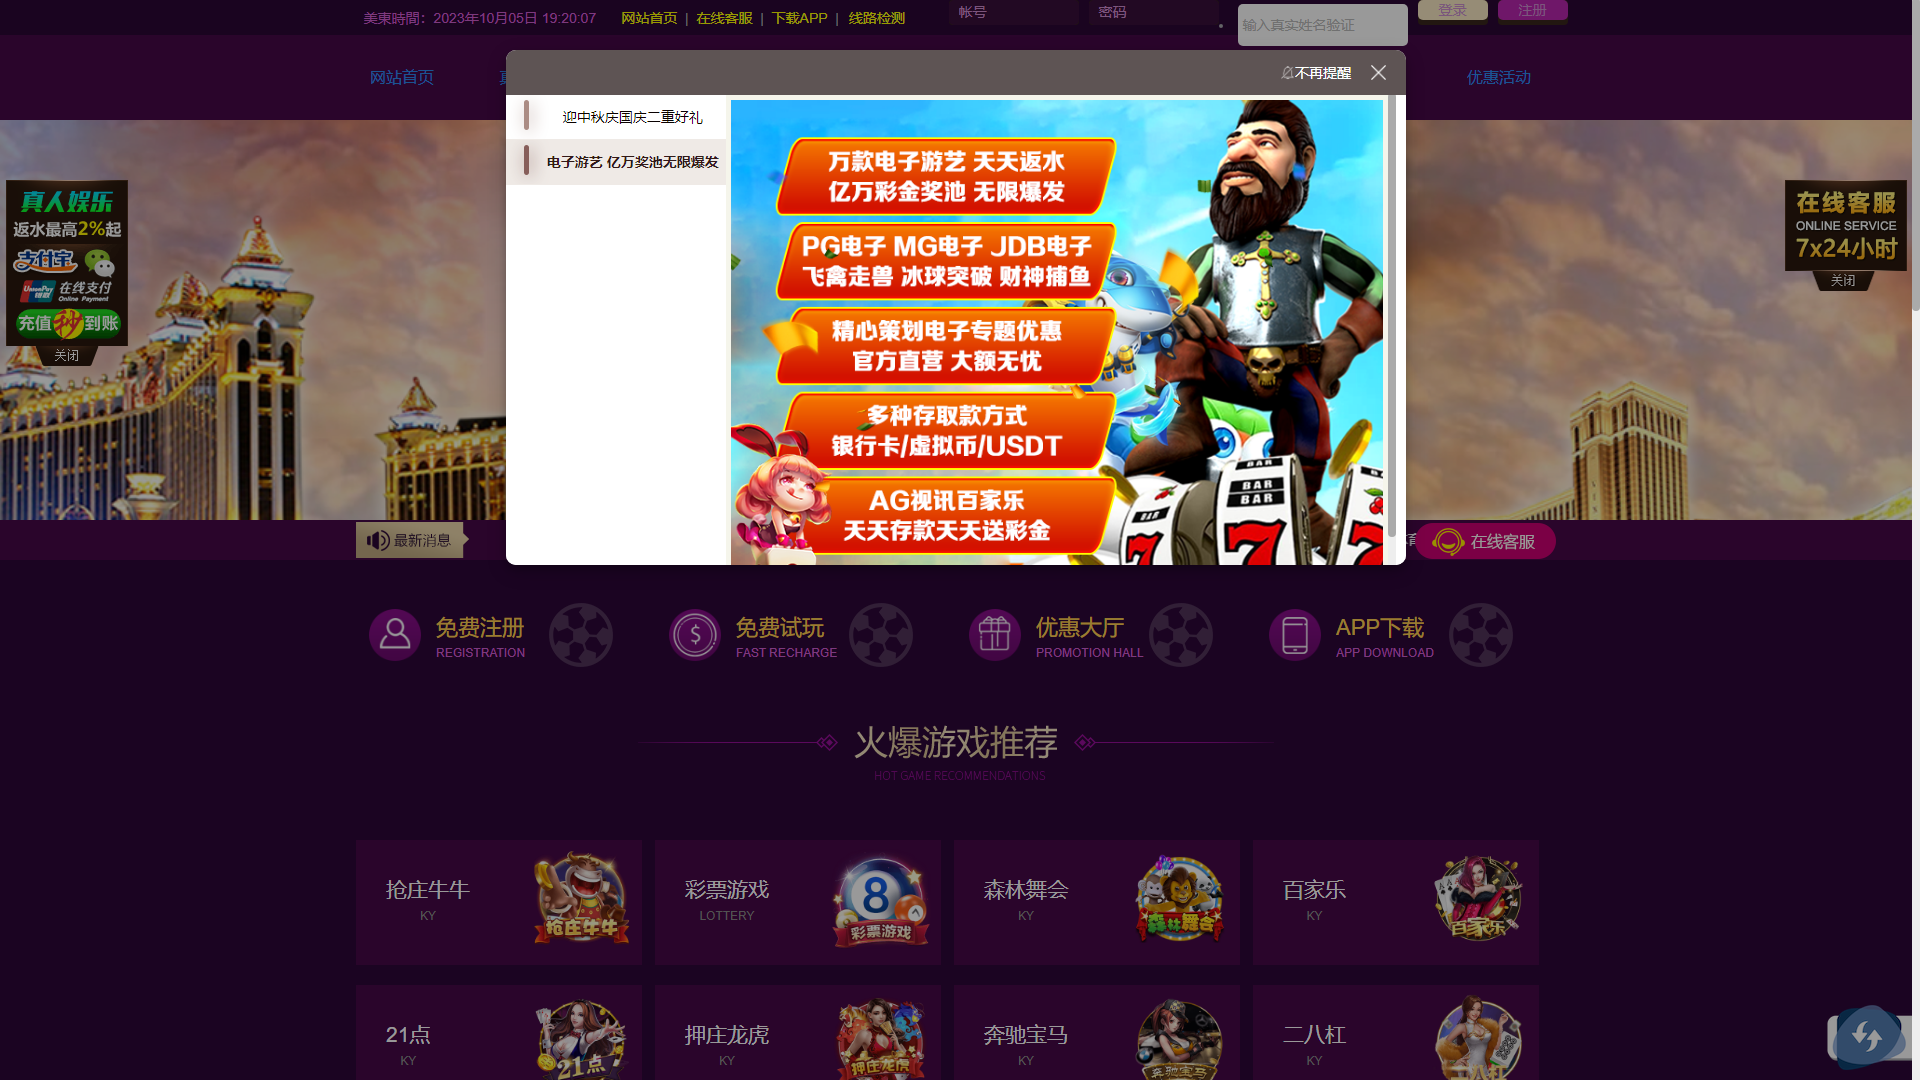 美東時間：2023年10月05日 19:20:07
网站首页 | 在线客服 | 下载APP | 线路检测
帐号
密码
输入真实姓名验证
登录
注册
网站首页
优惠活动
不再提醒
迎中秋庆国庆二重好礼
电子游艺 亿万奖池无限爆发
万款电子游艺 天天返水
亿万彩金奖池 无限爆发
PG电子 MG电子 JDB电子
飞禽走兽 冰球突破 财神捕鱼
精心策划电子专题优惠
官方直营 大额无忧
多种存取款方式
银行卡/虚拟币/USDT
AG视讯百家乐
天天存款天天送彩金
BAR
BAR
BAR
BAR
BAR
7
7
7
真人娱乐
返水最高2%起
支付宝
UnionPay 银联
在线支付
Online Payment
充值秒到账
关闭
在线客服
ONLINE SERVICE
7x24小时
关闭
最新消息
在线客服
免费注册
REGISTRATION
免费试玩
FAST RECHARGE
优惠大厅
PROMOTION HALL
APP下载
APP DOWNLOAD
火爆游戏推荐
HOT GAME RECOMMENDATIONS
抢庄牛牛
KY
抢庄牛牛
彩票游戏
LOTTERY
8
彩票游戏
森林舞会
KY
森林舞会
百家乐
KY
百家乐
21点
KY
21点
押庄龙虎
KY
押庄龙虎
奔驰宝马
KY
奔驰宝马
二八杠
KY
二八杠